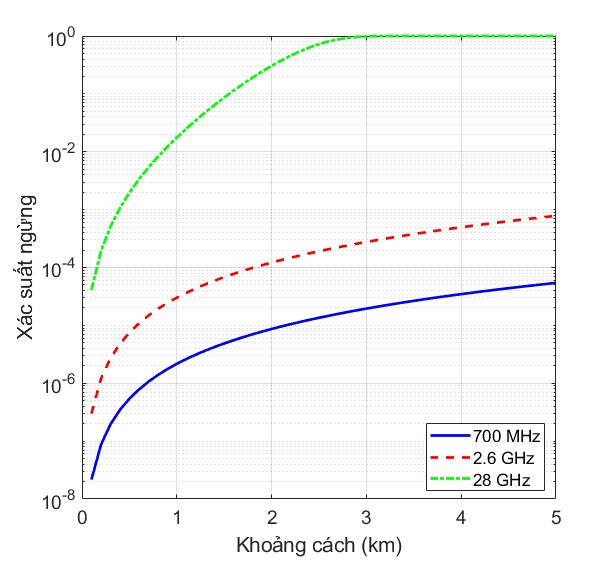 10^0
10^-2
10^-4
10^-6
10^-8
Xác suất ngừng
0 1 2 3 4 5
Khoảng cách (km)
700 MHz
2.6 GHz
28 GHz